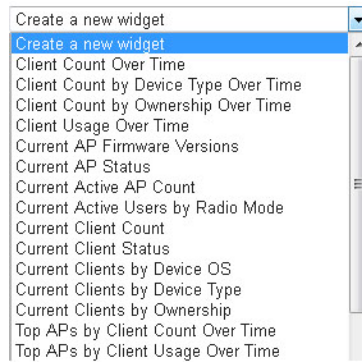 Create a new widget
Create a new widget
Client Count Over Time
Client Count by Device Type Over Time
Client Count by Ownership Over Time
Client Usage Over Time
Current AP Firmware Versions
Current AP Status
Current Active AP Count
Current Active Users by Radio Mode
Current Client Count
Current Client Status
Current Clients by Device OS
Current Clients by Device Type
Current Clients by Ownership
Top APs by Client Count Over Time
Top APs by Client Usage Over Time